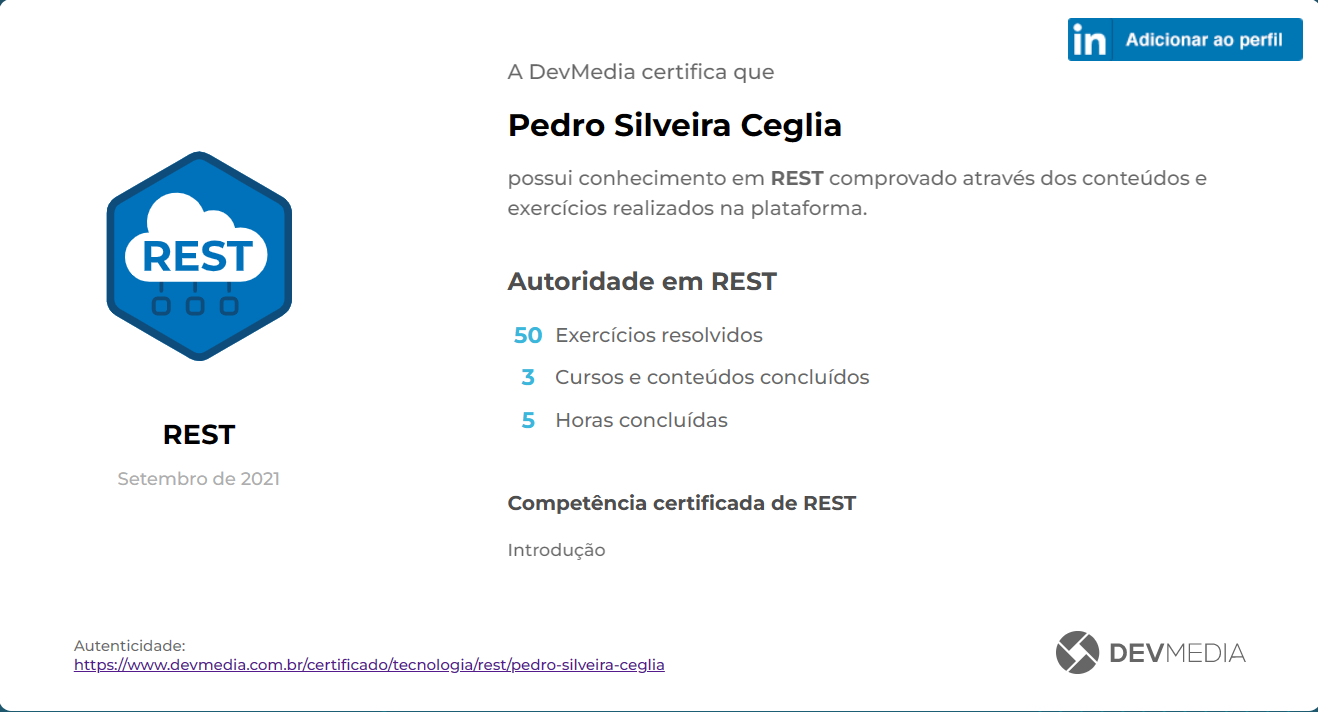 in Adicionar ao perfil
A DevMedia certifica que
Pedro Silveira Ceglia
possui conhecimento em REST comprovado através dos conteúdos e
exercícios realizados na plataforma.
REST
Autoridade em REST
50 Exercícios resolvidos
3 Cursos e conteúdos concluídos
5 Horas concluídas
REST
Setembro de 2021
Competência certificada de REST
Introdução
Autenticidade:
https://www.devmedia.com.br/certificado/tecnologia/rest/pedro-silveira-ceglia
DEVMEDIA